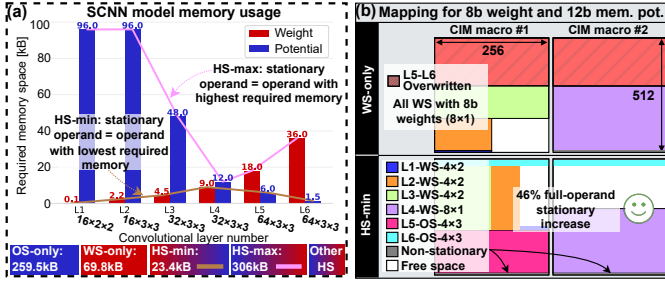 (a) SCNN model memory usage
Required memory space [kB]
100
80
60
40
20
0
Weight
Potential
96.0
96.0
48.0
12.0
6.0
1.5
0.1
2.2
4.5
9.0
18.0
36.0
HS-max: stationary
operand = operand with
highest required memory
HS-min: stationary
operand = operand
with lowest required
memory
L1
L2
L3
L4
L5
L6
16×2×2
16×3×3
32×3×3
32×3×3
64×3×3
64×3×3
Convolutional layer number
OS-only:
259.5kB
WS-only:
69.8kB
HS-min:
23.4kB
HS-max:
306kB
Other
HS
(b) Mapping for 8b weight and 12b mem. pot.
CIM macro #1
CIM macro #2
WS-only
256
512
L5-L6
Overwritten
All WS with 8b
weights (8×1)
HS-min
L1-WS-4×2
L2-WS-4×2
L3-WS-4×2
L4-WS-8×1
L5-OS-4×3
L6-OS-4×3
Non-stationary
Free space
46% full-operand
stationary
increase